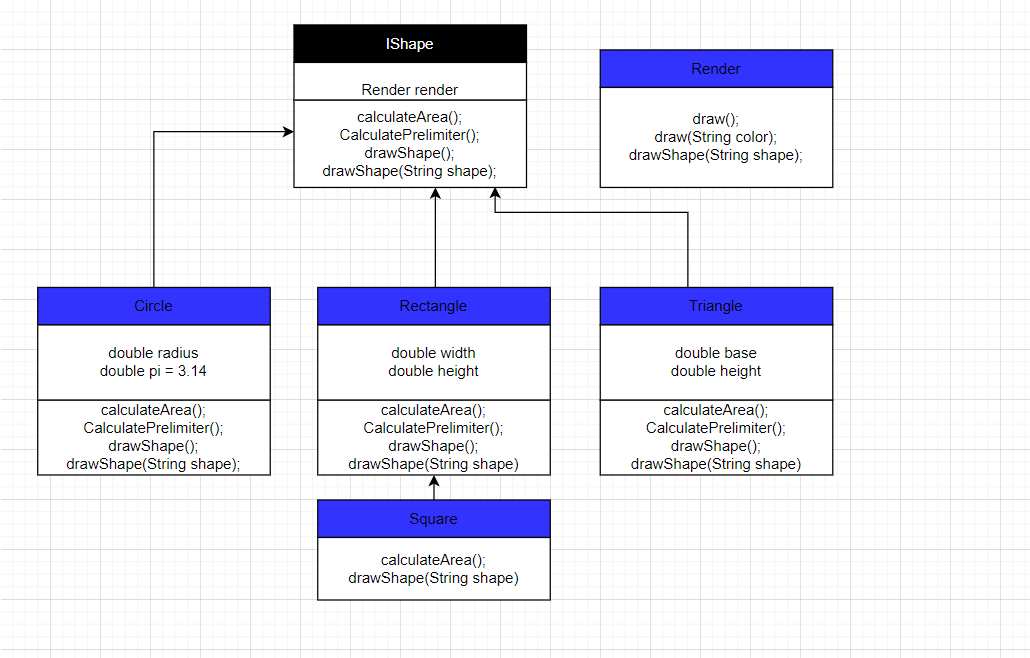 IShape
Render render
calculateArea();
CalculatePrelimiter();
drawShape();
drawShape(String shape);
Render
draw();
draw(String color);
drawShape(String shape);
Circle
double radius
double pi = 3.14
calculateArea();
CalculatePrelimiter();
drawShape();
drawShape(String shape);
Rectangle
double width
double height
calculateArea();
CalculatePrelimiter();
drawShape();
drawShape(String shape)
Triangle
double base
double height
calculateArea();
CalculatePrelimiter();
drawShape();
drawShape(String shape)
Square
calculateArea();
drawShape(String shape)